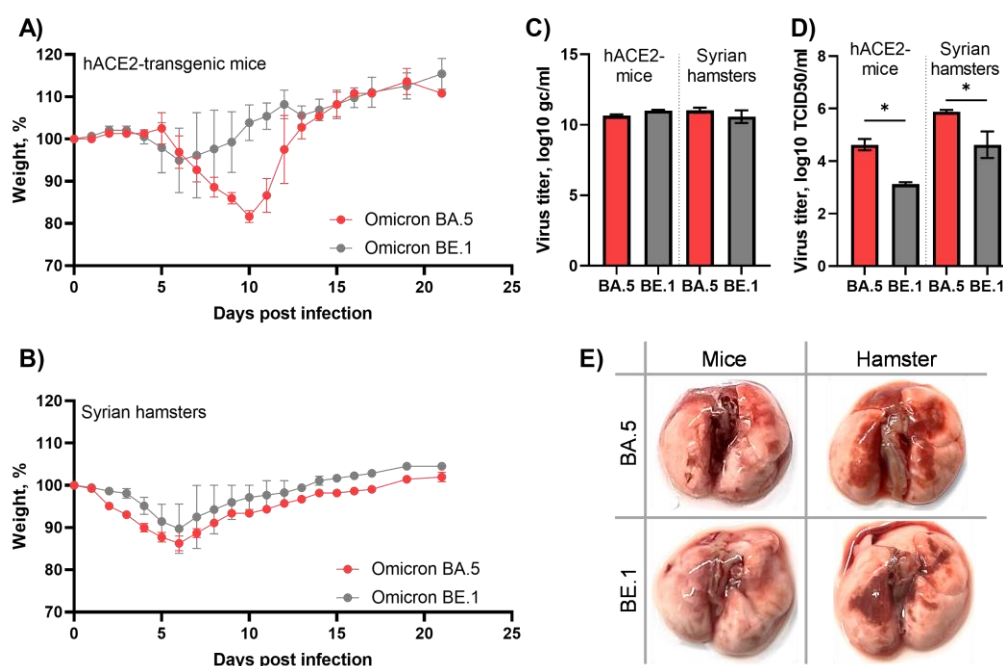 A)
hACE2-transgenic mice
Weight, %
120
110
100
90
80
70
0
5
10
15
20
25
Days post infection
Omicron BA.5
Omicron BE.1
B)
Syrian hamsters
Weight, %
120
110
100
90
80
70
0
5
10
15
20
25
Days post infection
Omicron BA.5
Omicron BE.1
C)
Virus titer, log10 gc/ml
15
10
5
0
hACE2-
mice
Syrian
hamsters
BA.5 BE.1 BA.5 BE.1
D)
Virus titer, log10 TCID50/ml
8
6
4
2
0
hACE2-
mice
Syrian
hamsters
*
*
BA.5 BE.1 BA.5 BE.1
E)
Mice
Hamster
BA.5
BE.1